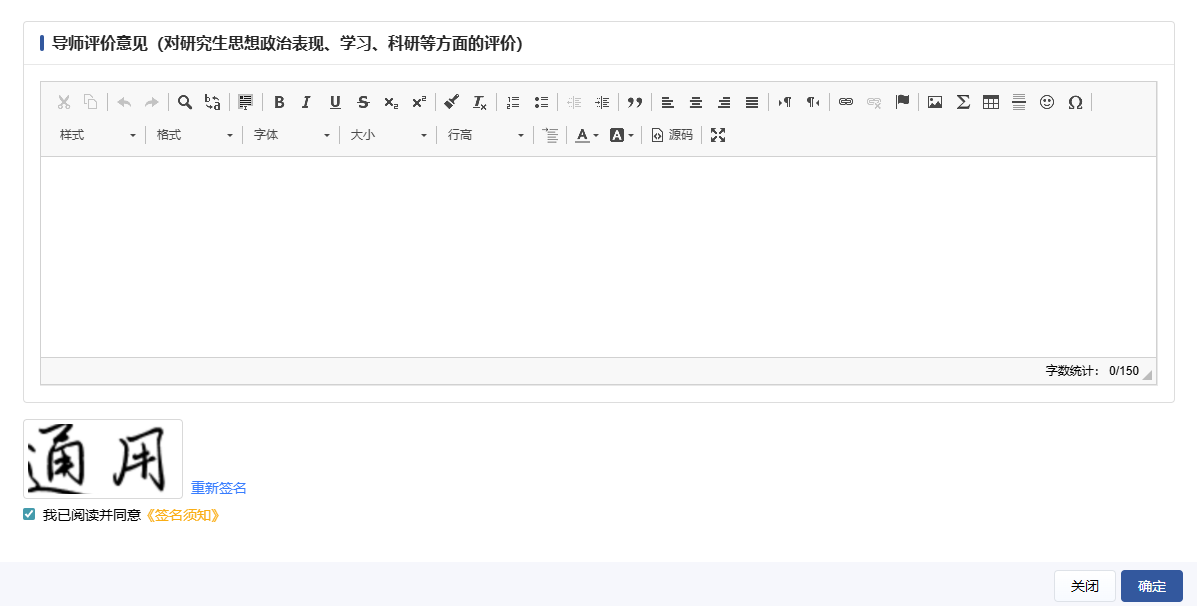 导师评价意见（对研究生思想政治表现、学习、科研等方面的评价）
样式 格式 字体 大小 行高 源码
字数统计： 0/150
通用
重新签名
我已阅读并同意《签名须知》
关闭 确定